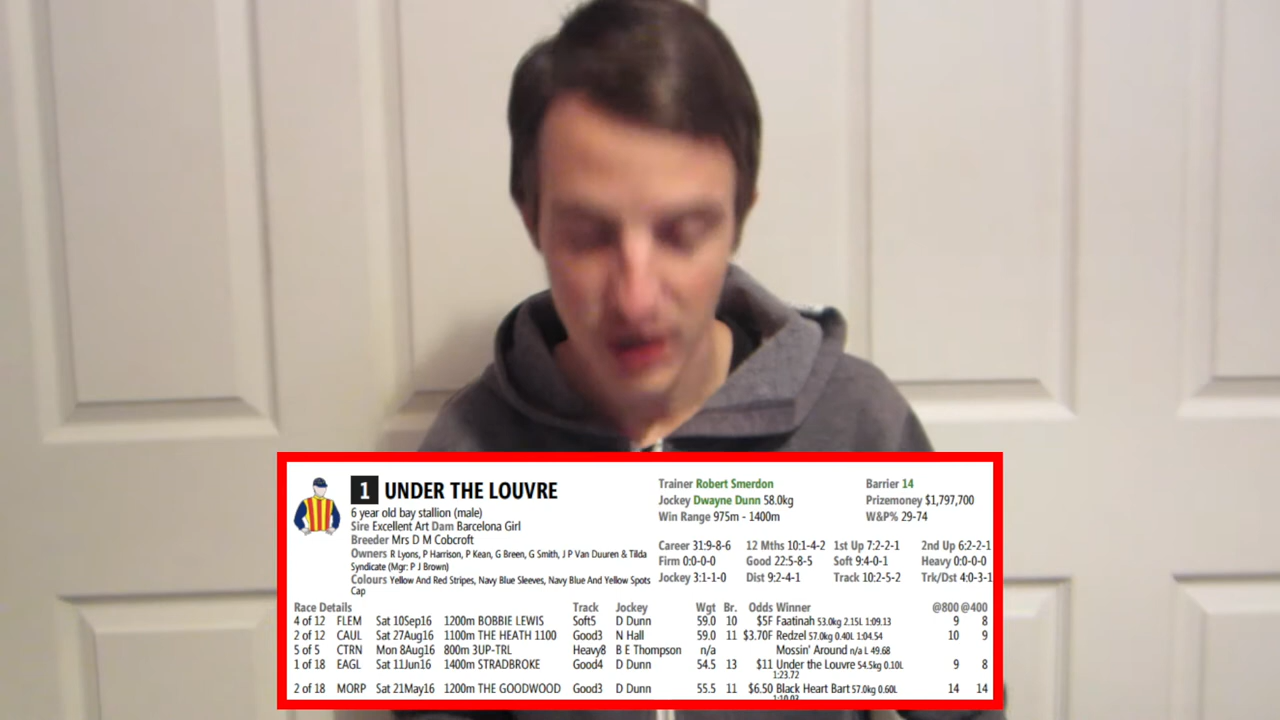 1 UNDER THE LOUVRE
6 year old bay stallion (male)
Sire Excellent Art Dam Barcelona Girl
Breeder Mrs D M Cobcroft
Owners R Lyons, P Harrison, P Kean, G Breen, G Smith, J P Van Duuren & Tilda
Syndicate (Mgr: P J Brown)
Colours Yellow And Red Stripes, Navy Blue Sleeves, Navy Blue And Yellow Spots
Cap
Trainer Robert Smerdon Barrier 14
Jockey Dwayne Dunn 58.0kg Prizemoney $1,797,700
Win Range 975m - 1400m W&P% 29-74
Career 31:9-8-6 12 Mths 10:1-4-2 1st Up 7:2-2-1 2nd Up 6:2-2-1
Firm 0:0-0-0 Good 22:5-8-5 Soft 9:4-0-1 Heavy 0:0-0-0
Jockey 3:1-1-0 Dist 9:2-4-1 Track 10:2-5-2 Trk/Dst 4:0-3-1
Race Details Track Jockey Wgt Br. Odds Winner @800 @400
4 of 12 FLEM Sat 10Sep16 1200m BOBBIE LEWIS Soft5 D Dunn 59.0 10 $5F Faatinah 53.0kg 2.15L 1:09.13 9 8
2 of 12 CAUL Sat 27Aug16 1100m THE HEATH 1100 Good3 N Hall 59.0 11 $3.70F Redzel 57.0kg 0.40L 1:04.54 10 9
5 of 5 CTRN Mon 8Aug16 800m 3UP-TRL Heavy8 B E Thompson n/a Mossin' Around n/a L 49.68
1 of 18 EAGL Sat 11Jun16 1400m STRADBROKE Good4 D Dunn 54.5 13 $11 Under the Louvre 54.5kg 0.10L 9 8
1:23.72
2 of 18 MORP Sat 21May16 1200m THE GOODWOOD Good3 D Dunn 55.5 11 $6.50 Black Heart Bart 57.0kg 0.60L 14 14